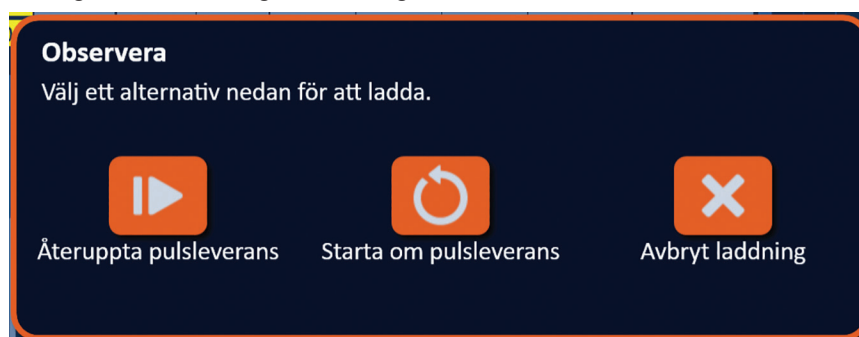 Observera
Välj ett alternativ nedan för att ladda.
Återuppta pulsleverans
Starta om pulsleverans
Avbryt laddning